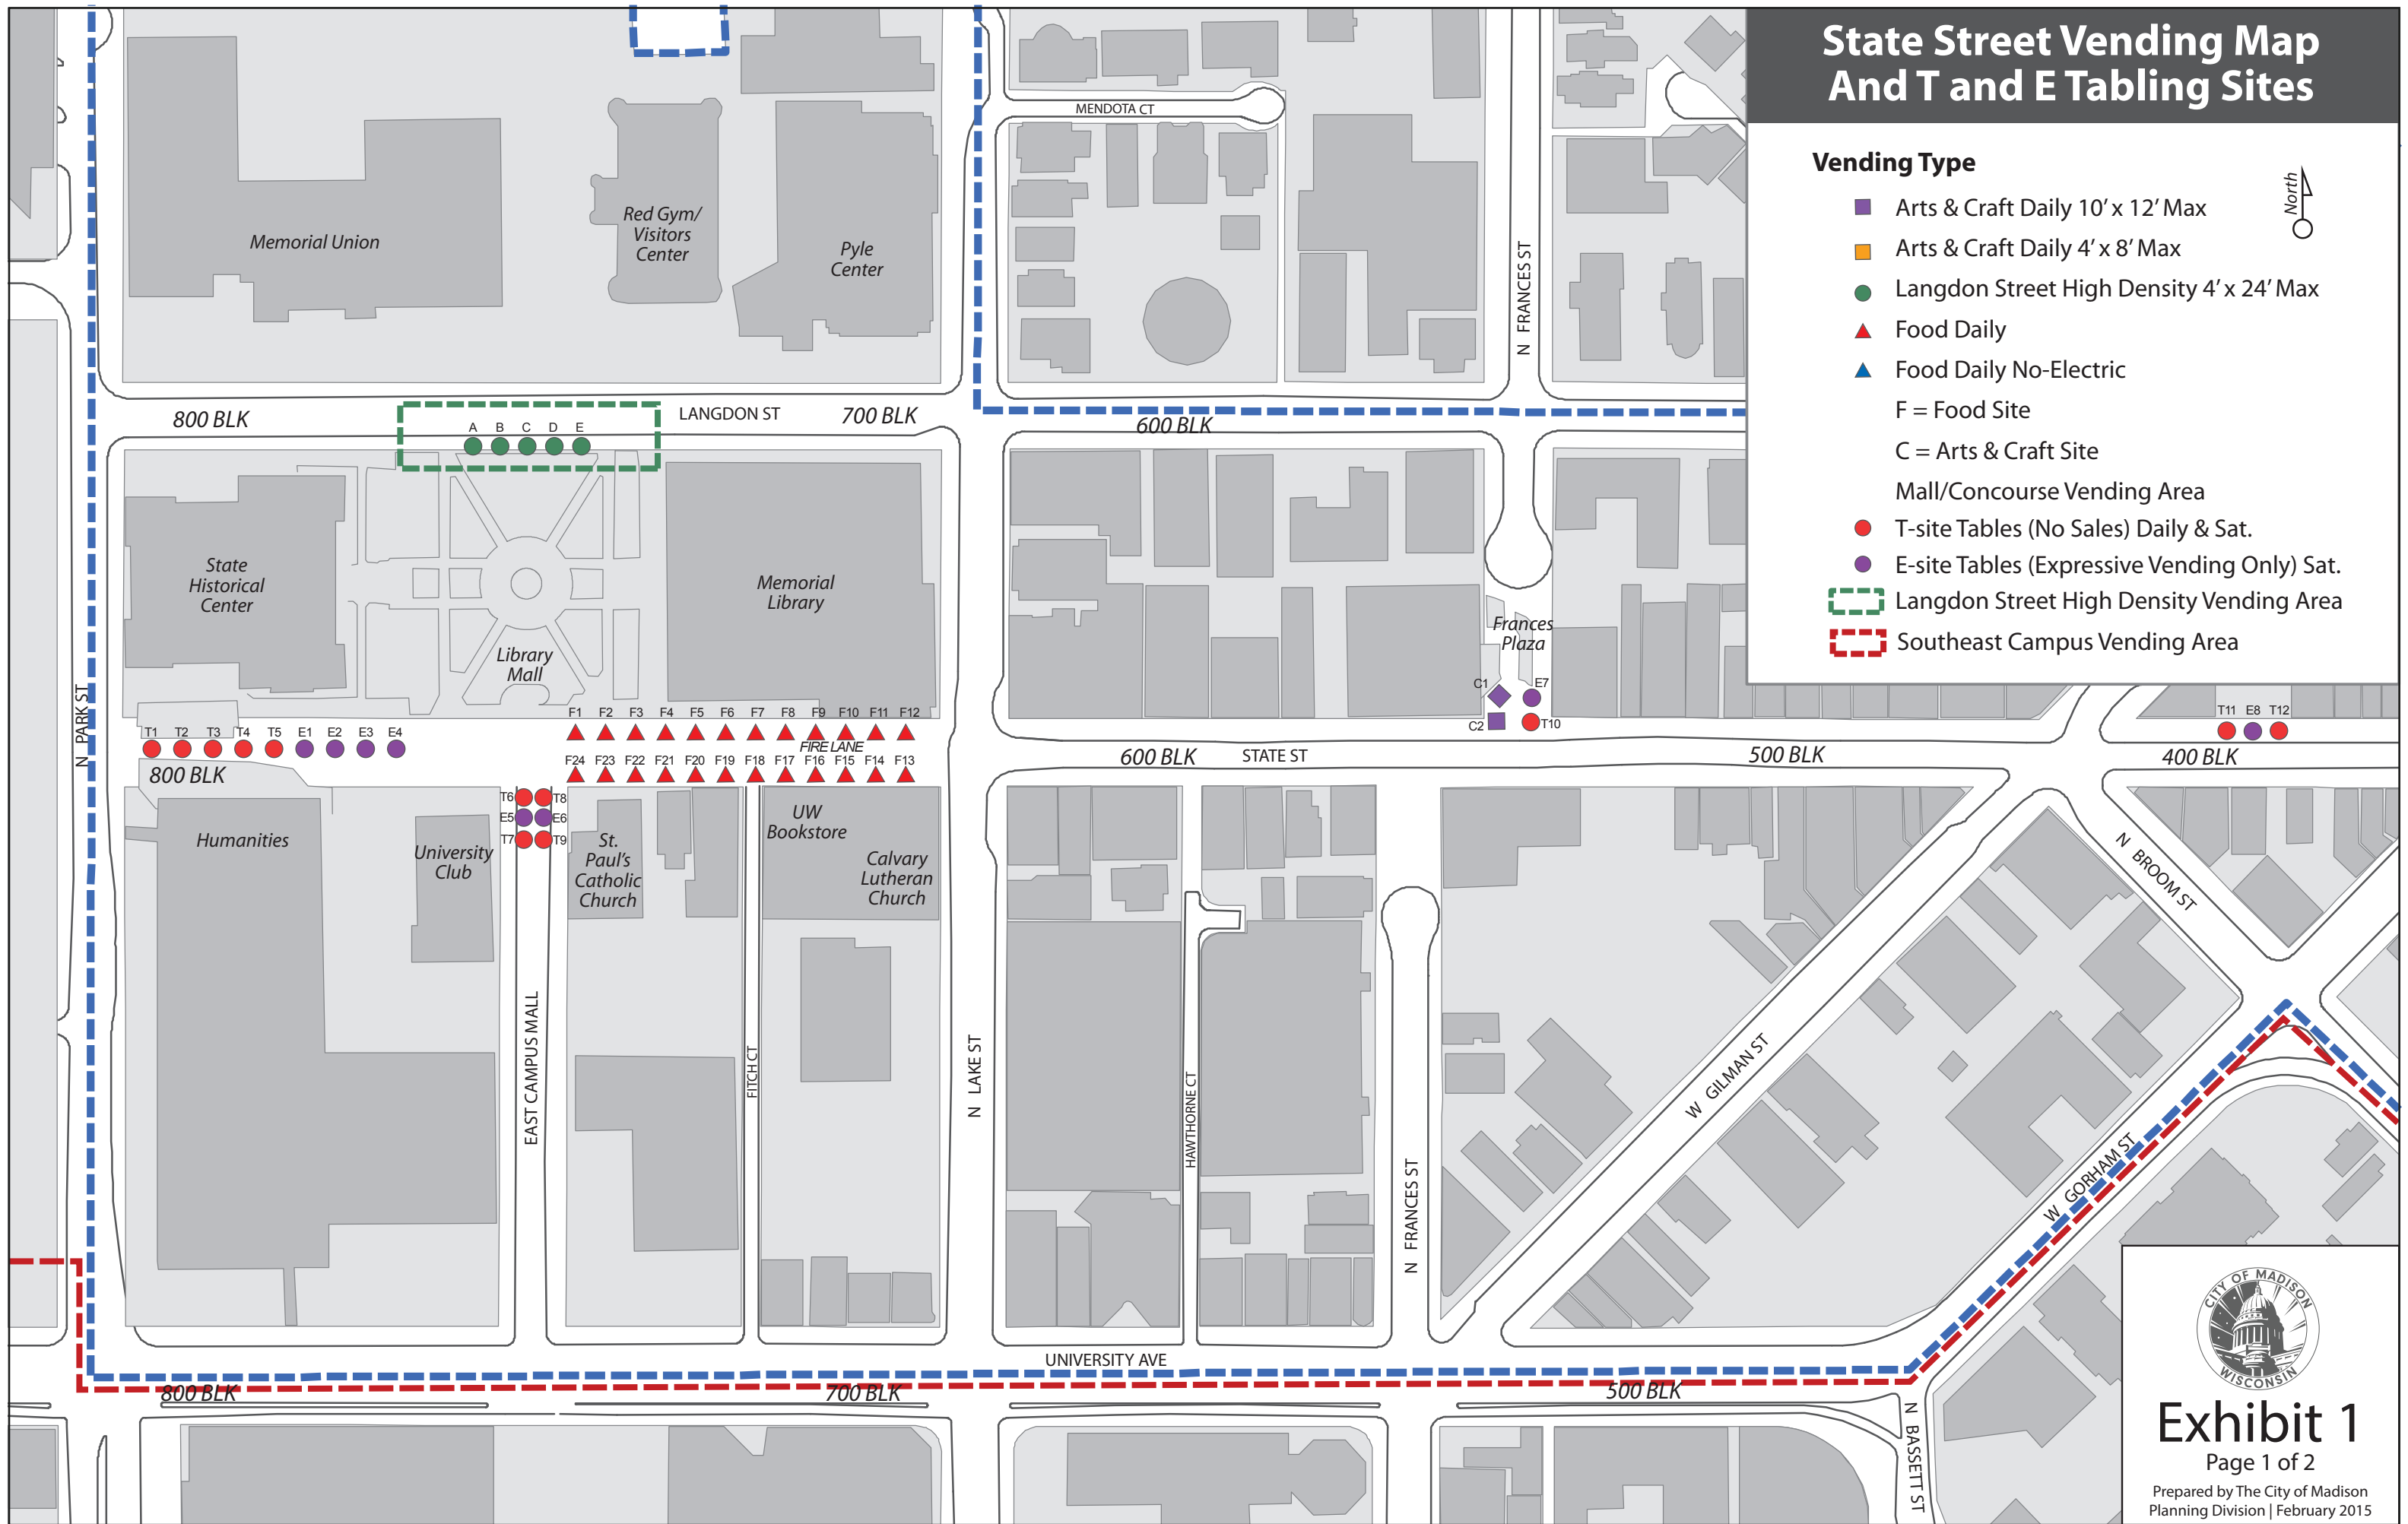 State Street Vending Map
And T and E Tabling Sites
Vending Type
North
Arts & Craft Daily 10’ x 12’ Max
Arts & Craft Daily 4’ x 8’ Max
Langdon Street High Density 4’ x 24’ Max
Food Daily
Food Daily No-Electric
F = Food Site
C = Arts & Craft Site
Mall/Concourse Vending Area
T-site Tables (No Sales) Daily & Sat.
E-site Tables (Expressive Vending Only) Sat.
Langdon Street High Density Vending Area
Southeast Campus Vending Area
MENDOTA CT
Memorial Union
Red Gym/
Visitors
Center
Pyle
Center
N FRANCES ST
800 BLK
LANGDON ST
700 BLK
600 BLK
A B C D E
State
Historical
Center
Library
Mall
Memorial
Library
Frances
Plaza
N PARK ST
C1
E7
C2
T10
F1 F2 F3 F4 F5 F6 F7 F8 F9 F10 F11 F12
T11 E8 T12
T1 T2 T3 T4 T5 E1 E2 E3 E4
FIRE LANE
800 BLK
600 BLK
STATE ST
500 BLK
400 BLK
F24 F23 F22 F21 F20 F19 F18 F17 F16 F15 F14 F13
T6 T8
E5 E6
T7 T9
Humanities
University
Club
St.
Paul’s
Catholic
Church
UW
Bookstore
Calvary
Lutheran
Church
N BROOM ST
EAST CAMPUS MALL
FITCH CT
N LAKE ST
HAWTHORNE CT
N FRANCES ST
W GILMAN ST
W GORHAM ST
UNIVERSITY AVE
800 BLK
700 BLK
500 BLK
N BASSETT ST
CITY OF MADISON
WISCONSIN
Exhibit 1
Page 1 of 2
Prepared by The City of Madison
Planning Division | February 2015